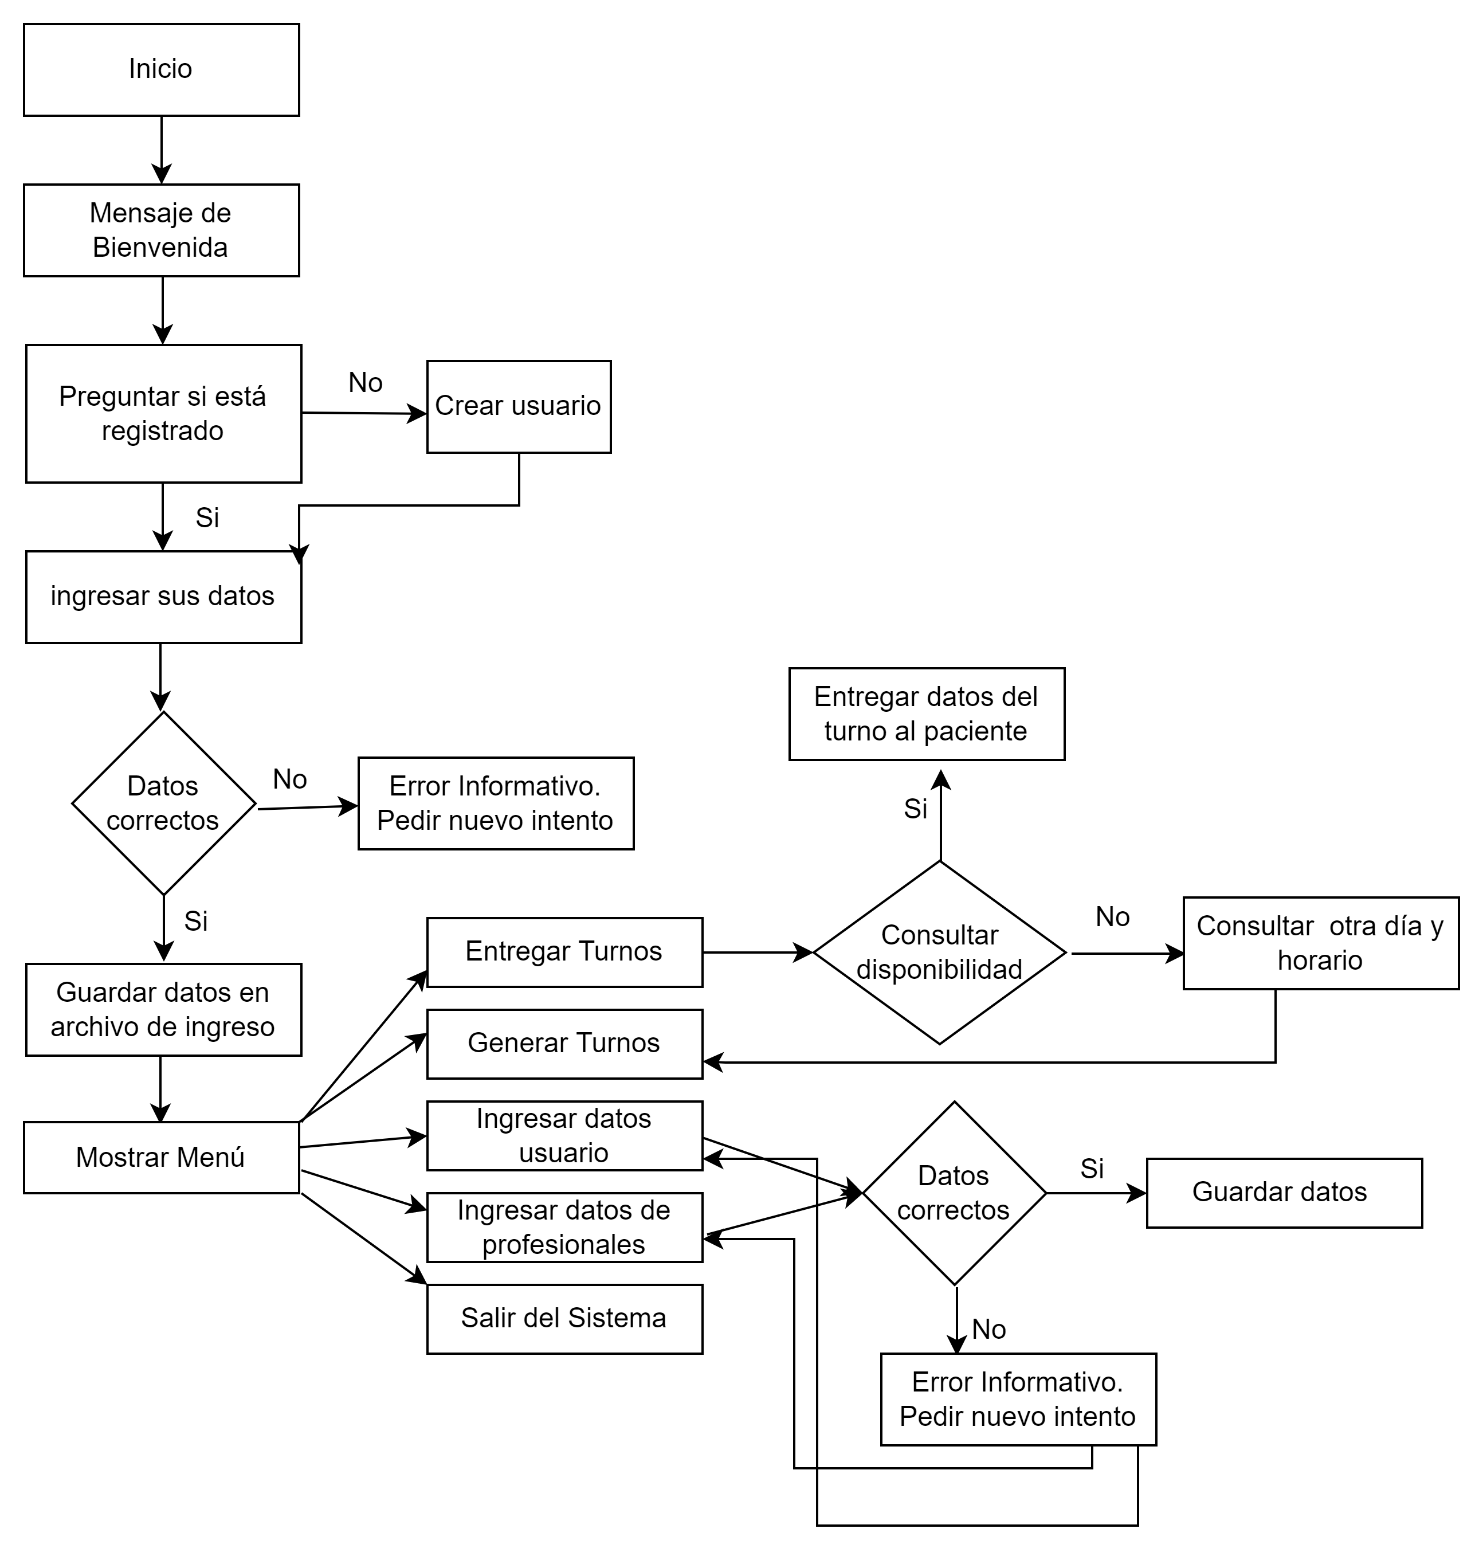 Inicio
Mensaje de
Bienvenida
Preguntar si está
registrado
No
Crear usuario
Si
ingresar sus datos
Datos
correctos
No
Error Informativo.
Pedir nuevo intento
Si
Guardar datos en
archivo de ingreso
Mostrar Menú
Entregar Turnos
Generar Turnos
Ingresar datos
usuario
Ingresar datos de
profesionales
Salir del Sistema
Entregar datos del
turno al paciente
Si
Consultar
disponibilidad
No
Consultar  otra día y
horario
Datos
correctos
Si
Guardar datos
No
Error Informativo.
Pedir nuevo intento